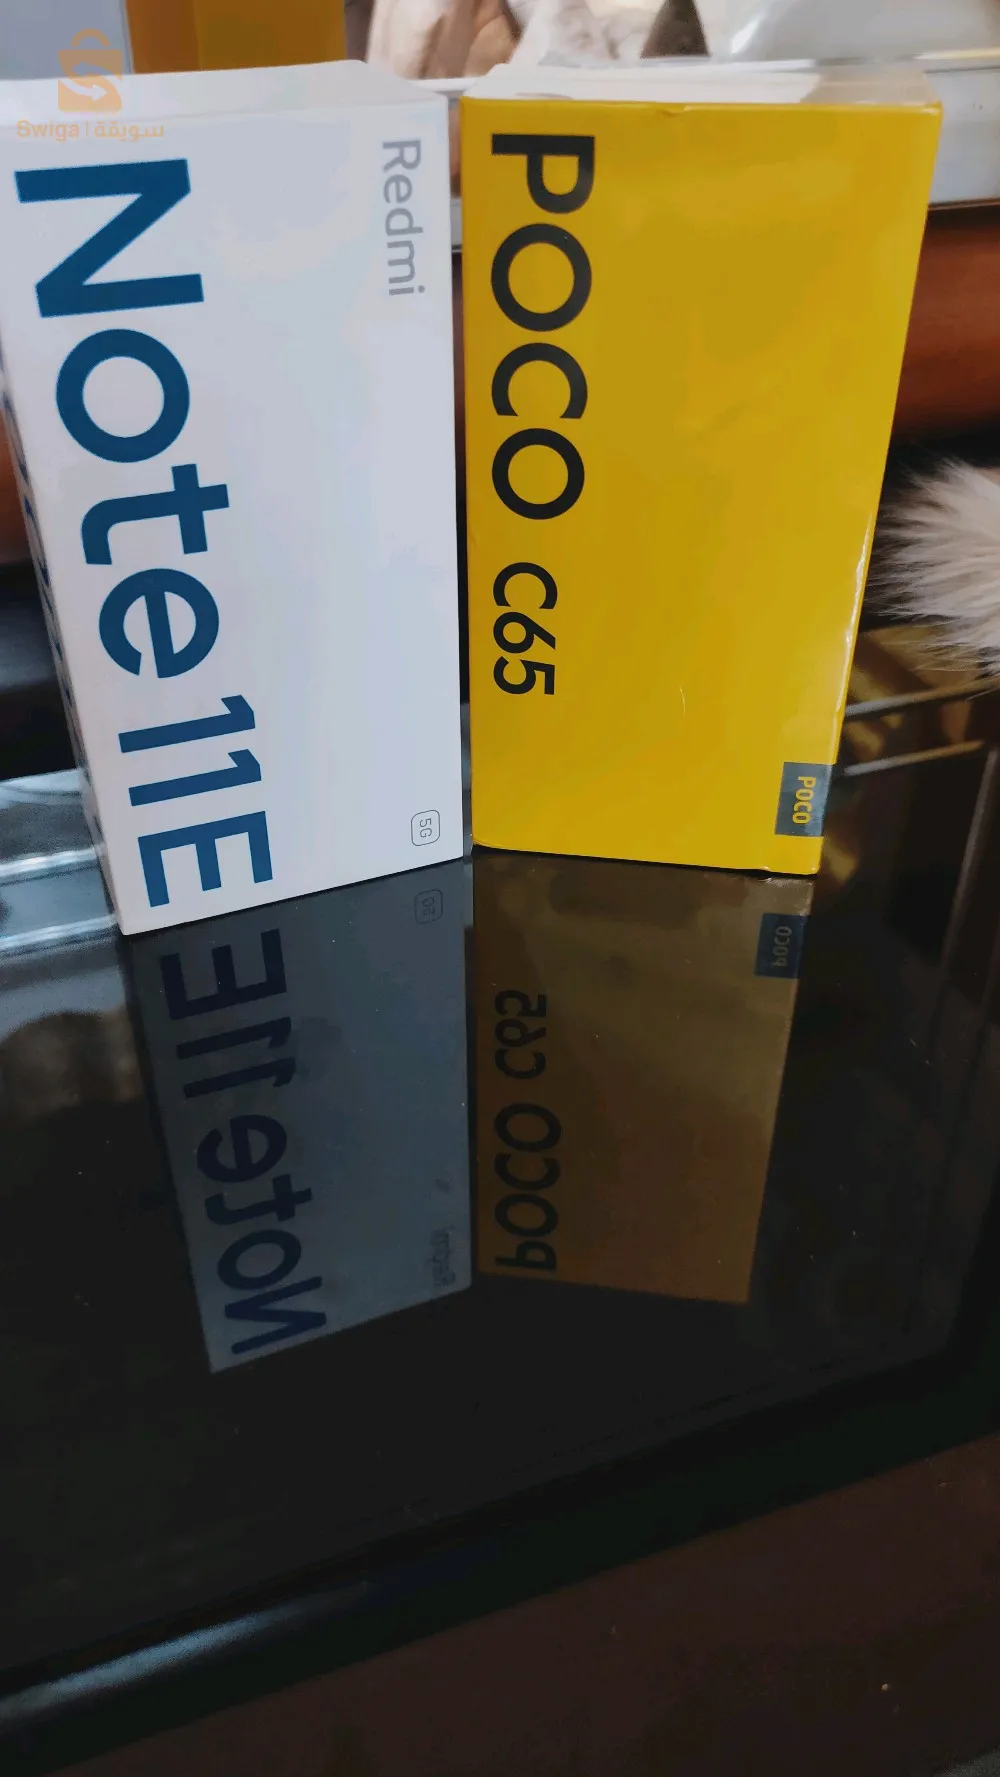 Swiga | سويقة
Redmi
Note 11E
5G
POCO C65
POCO